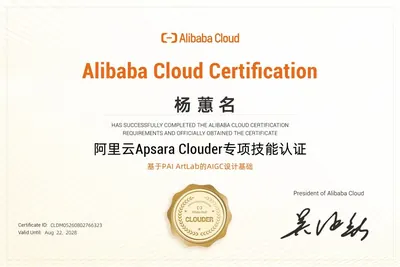 Alibaba Cloud
Alibaba Cloud Certification
杨蕙名
HAS SUCCESSFULLY COMPLETED THE ALIBABA CLOUD CERTIFICATION
REQUIREMENTS AND OFFICIALLY OBTAINED THE CERTIFICATE
阿里云Apsara Clouder专项技能认证
基于PAI ArtLab的AIGC设计基础
President of Alibaba Cloud
CLOUDER
Certificate ID: CLDM05260802766323
Valid Until: Aug 22, 2028